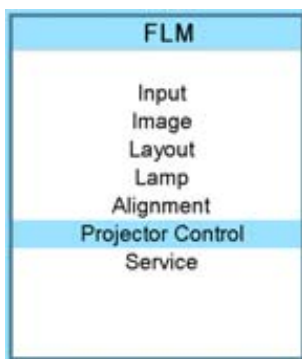 FLM
Input
Image
Layout
Lamp
Alignment
Projector Control
Service